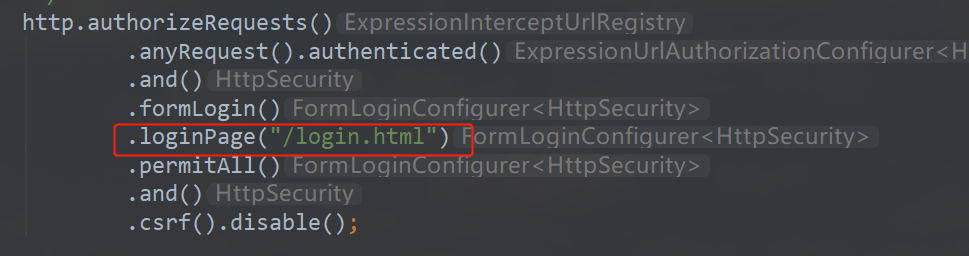 http.authorizeRequests() ExpressionInterceptUrlRegistry
.anyRequest().authenticated() ExpressionUrlAuthorizationConfigurer<H
.and() HttpSecurity
.formLogin() FormLoginConfigurer<HttpSecurity>
.loginPage("/login.html") FormLoginConfigurer<HttpSecurity>
.permitAll() FormLoginConfigurer<HttpSecurity>
.and() HttpSecurity
.csrf().disable();